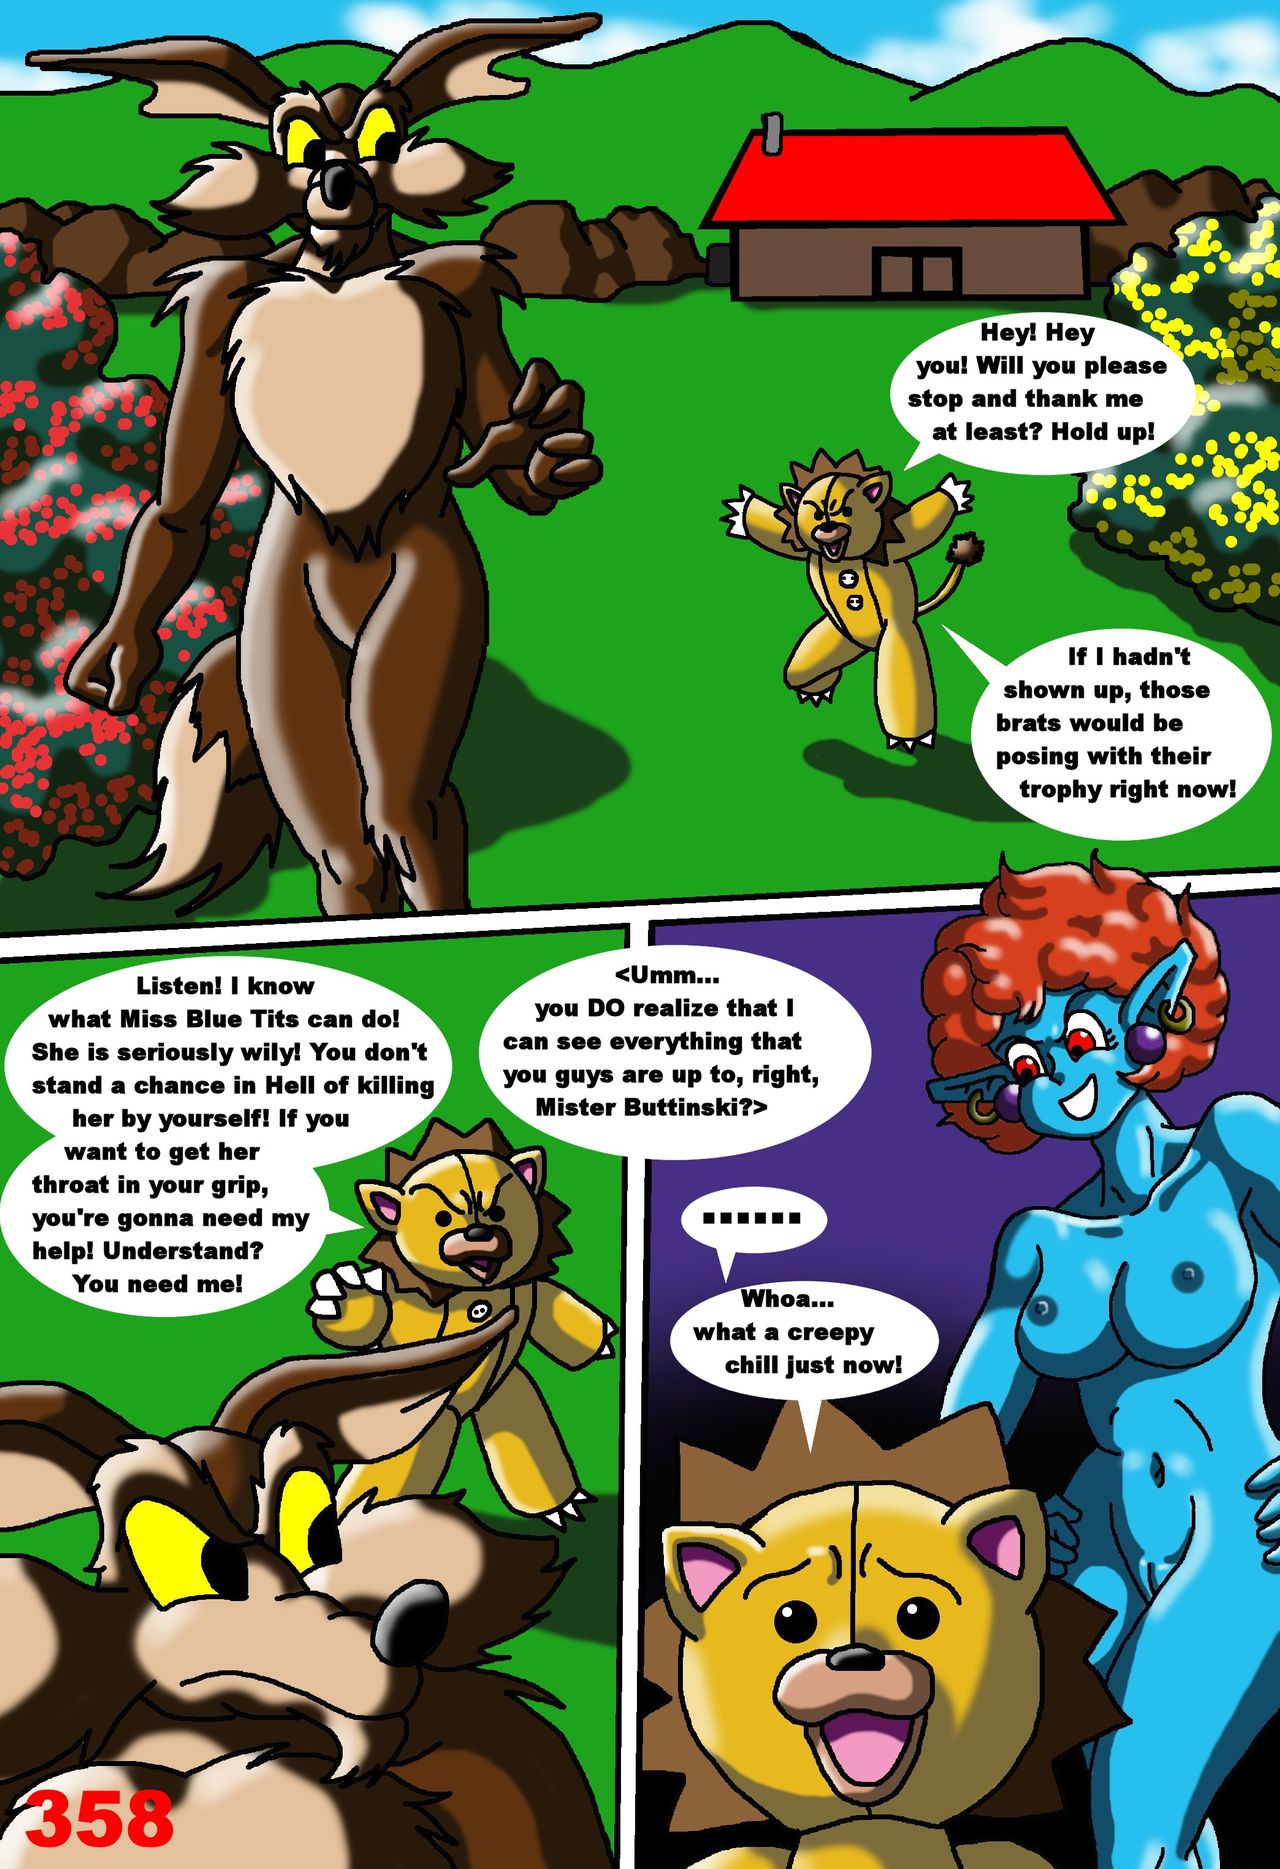 Hey! Hey
you! Will you please
stop and thank me
at least? Hold up!
If I hadn't
shown up, those
brats would be
posing with their
trophy right now!
Listen! I know
what Miss Blue Tits can do!
She is seriously wily! You don't
stand a chance in Hell of killing
her by yourself! If you
want to get her
throat in your grip,
you're gonna need my
help! Understand?
You need me!
<Umm...
you DO realize that I
can see everything that
you guys are up to, right,
Mister Buttinski?>
......
Whoa...
what a creepy
chill just now!
358